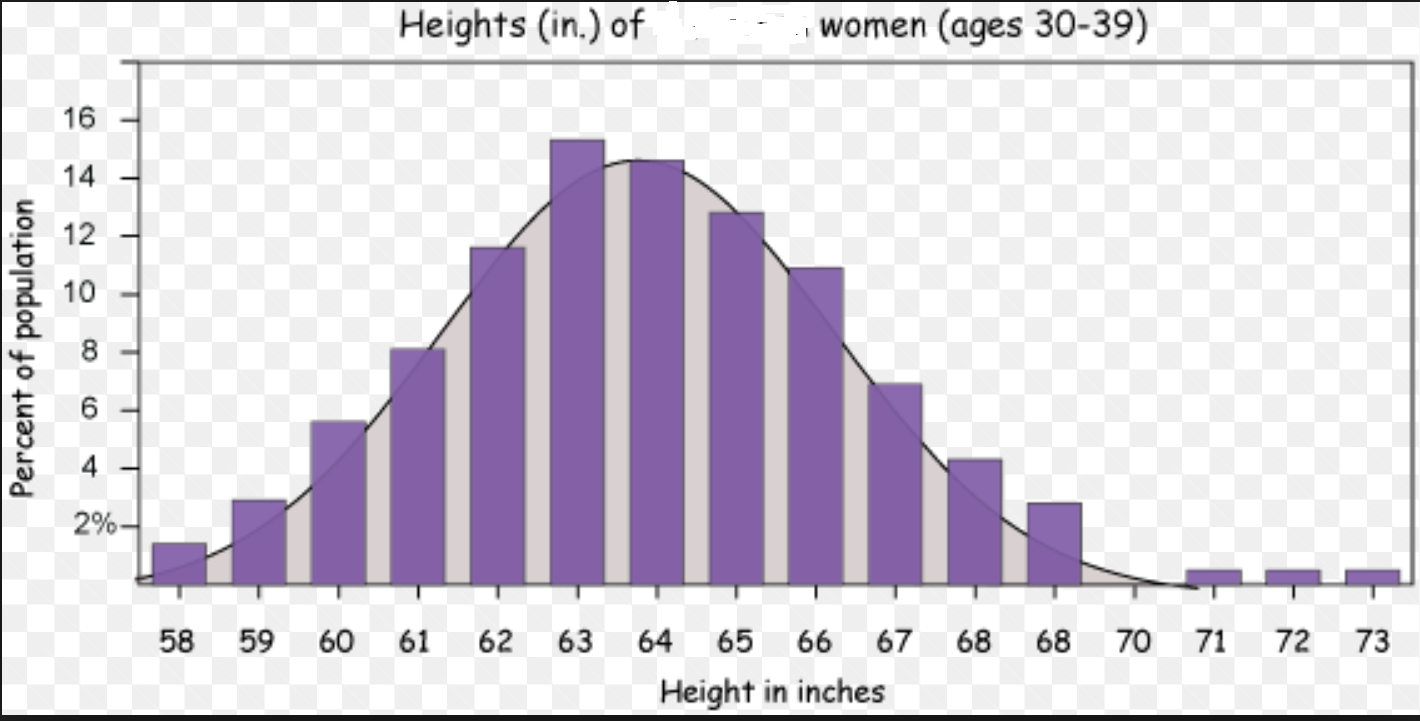 Heights (in.) of women (ages 30-39)
Percent of population
16
14
12
10
8
6
4
2%
58 59 60 61 62 63 64 65 66 67 68 68 70 71 72 73
Height in inches